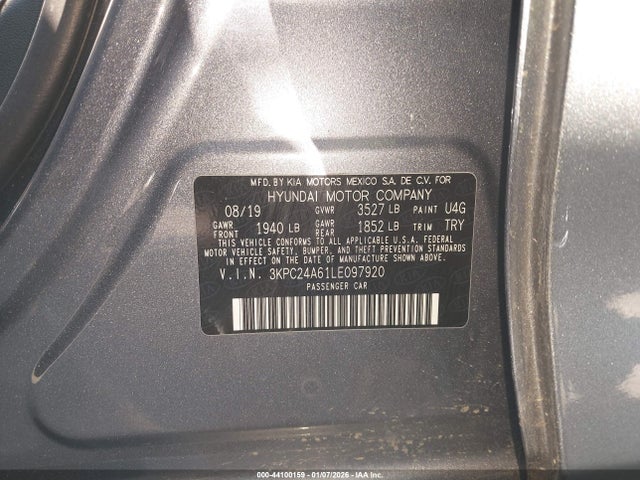 MFD. BY KIA MOTORS MEXICO S.A. DE C.V. FOR
HYUNDAI MOTOR COMPANY
08/19 GVWR 3527 LB PAINT U4G
GAWR FRONT 1940 LB GAWR REAR 1852 LB TRIM TRY
THIS VEHICLE CONFORMS TO ALL APPLICABLE U.S.A. FEDERAL
MOTOR VEHICLE SAFETY, BUMPER, AND THEFT PREVENTION STANDARDS
IN EFFECT ON THE DATE OF MANUFACTURE SHOWN ABOVE.
V.I.N. 3KPC24A61LE097920
PASSENGER CAR
000-44100159 | 01/07/2026 - IAA Inc.